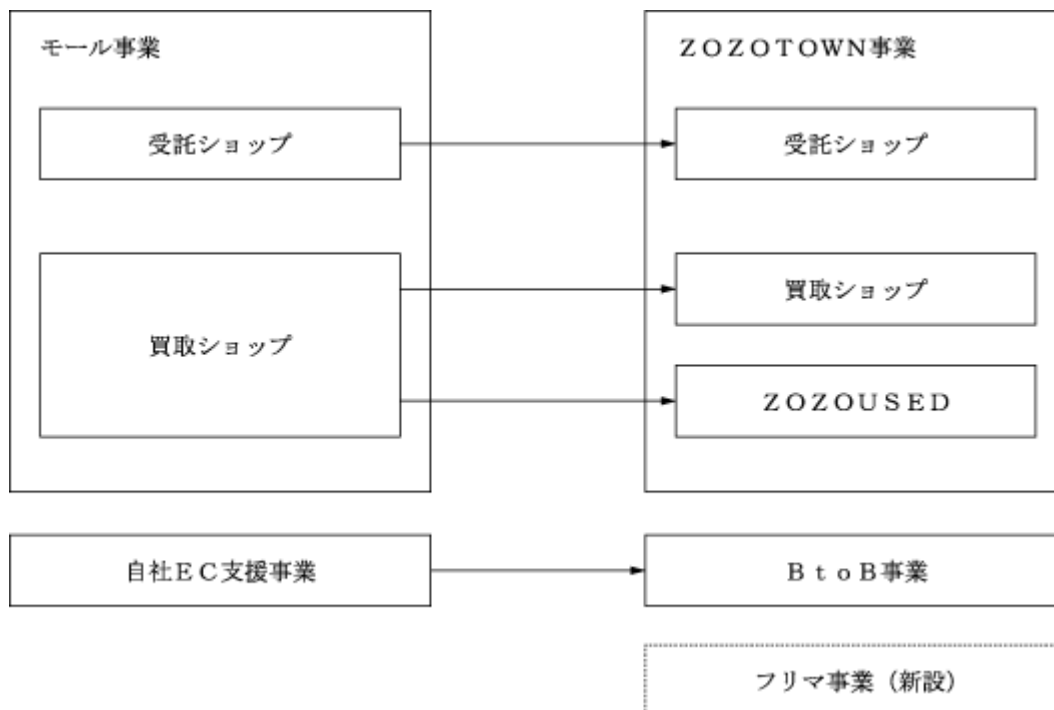 モール事業
受託ショップ
買取ショップ
自社ＥＣ支援事業
ＺＯＺＯＴＯＷＮ事業
受託ショップ
買取ショップ
ＺＯＺＯＵＳＥＤ
ＢｔｏＢ事業
フリマ事業（新設）